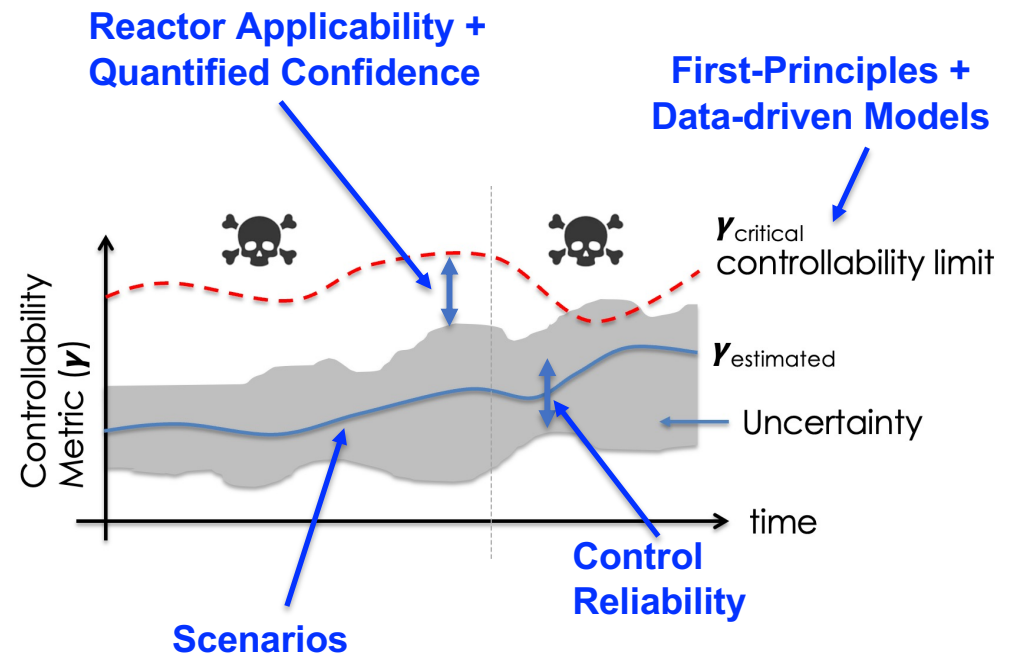 Reactor Applicability +
Quantified Confidence
First-Principles +
Data-driven Models
γcritical
controllability limit
Controllability
Metric (γ)
γestimated
Uncertainty
time
Control
Reliability
Scenarios